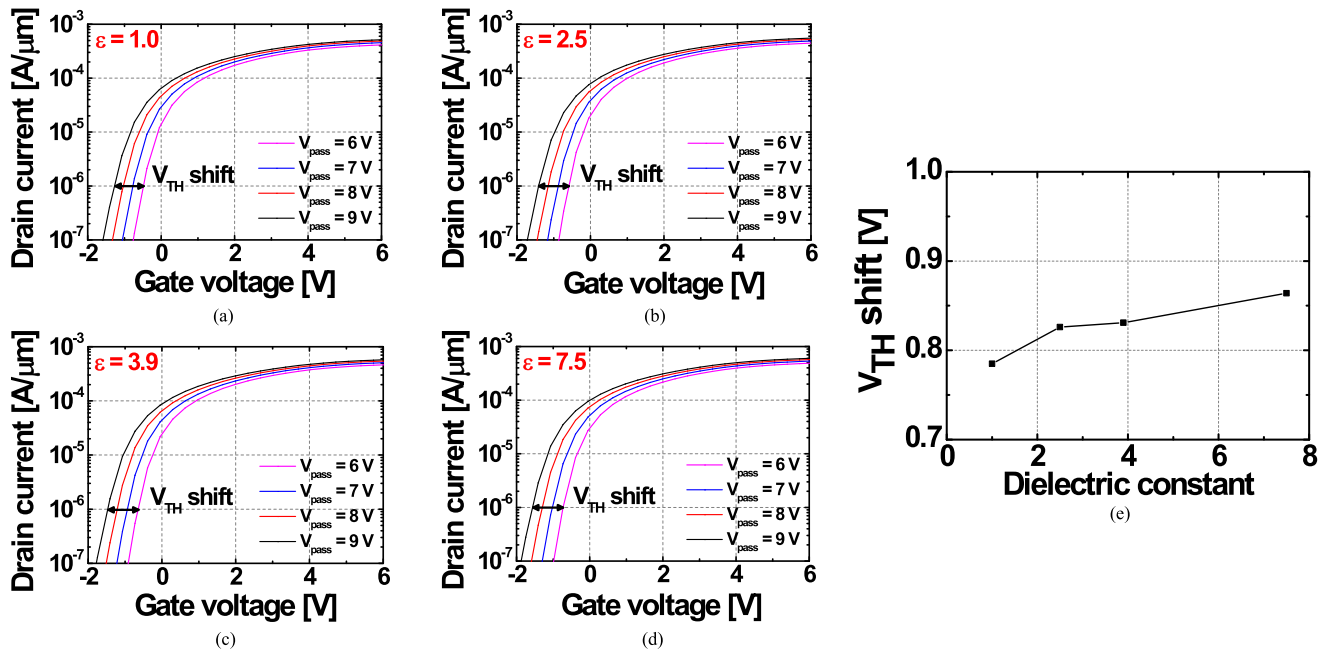 ε = 1.0
Drain current [A/μm]
10⁻³
10⁻⁴
10⁻⁵
10⁻⁶
10⁻⁷
V_TH shift
V_pass = 6 V
V_pass = 7 V
V_pass = 8 V
V_pass = 9 V
-2 0 2 4 6
Gate voltage [V]
(a)
ε = 2.5
Drain current [A/μm]
10⁻³
10⁻⁴
10⁻⁵
10⁻⁶
10⁻⁷
V_TH shift
V_pass = 6 V
V_pass = 7 V
V_pass = 8 V
V_pass = 9 V
-2 0 2 4 6
Gate voltage [V]
(b)
ε = 3.9
Drain current [A/μm]
10⁻³
10⁻⁴
10⁻⁵
10⁻⁶
10⁻⁷
V_TH shift
V_pass = 6 V
V_pass = 7 V
V_pass = 8 V
V_pass = 9 V
-2 0 2 4 6
Gate voltage [V]
(c)
ε = 7.5
Drain current [A/μm]
10⁻³
10⁻⁴
10⁻⁵
10⁻⁶
10⁻⁷
V_TH shift
V_pass = 6 V
V_pass = 7 V
V_pass = 8 V
V_pass = 9 V
-2 0 2 4 6
Gate voltage [V]
(d)
V_TH shift [V]
1.0
0.9
0.8
0.7
0 2 4 6 8
Dielectric constant
(e)